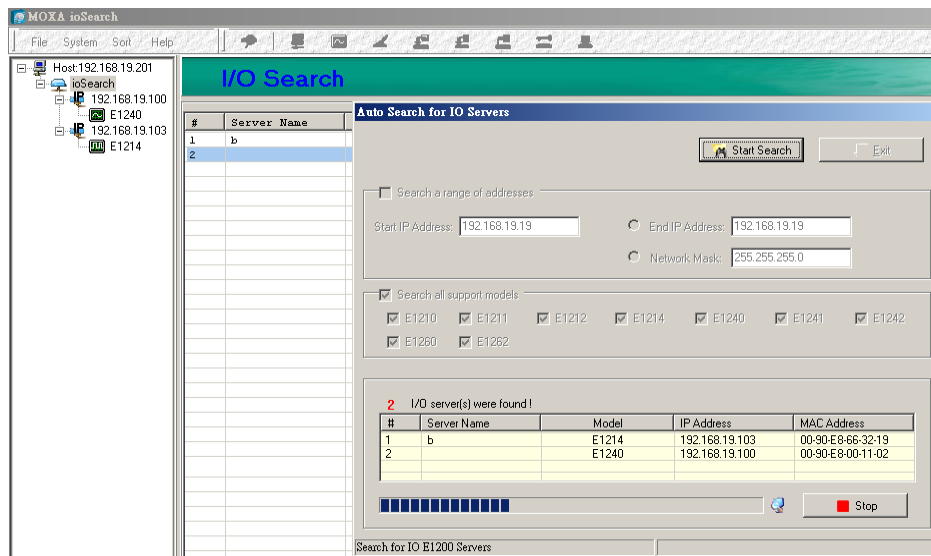 MOXA ioSearch
File System Sort Help
Host:192.168.19.201
ioSearch
192.168.19.100
E1240
192.168.19.103
E1214
I/O Search
# Server Name
1 b
2
Auto Search for IO Servers
Start Search Exit
Search a range of addresses
Start IP Address: 192.168.19.19 End IP Address: 192.168.19.19
Network Mask: 255.255.255.0
Search all support models
E1210 E1211 E1212 E1214 E1240 E1241 E1242
E1260 E1262
2 I/O server(s) were found !
# Server Name Model IP Address MAC Address
1 b E1214 192.168.19.103 00-90-E8-66-32-19
2 E1240 192.168.19.100 00-90-E8-00-11-02
Stop
Search for IO E1200 Servers